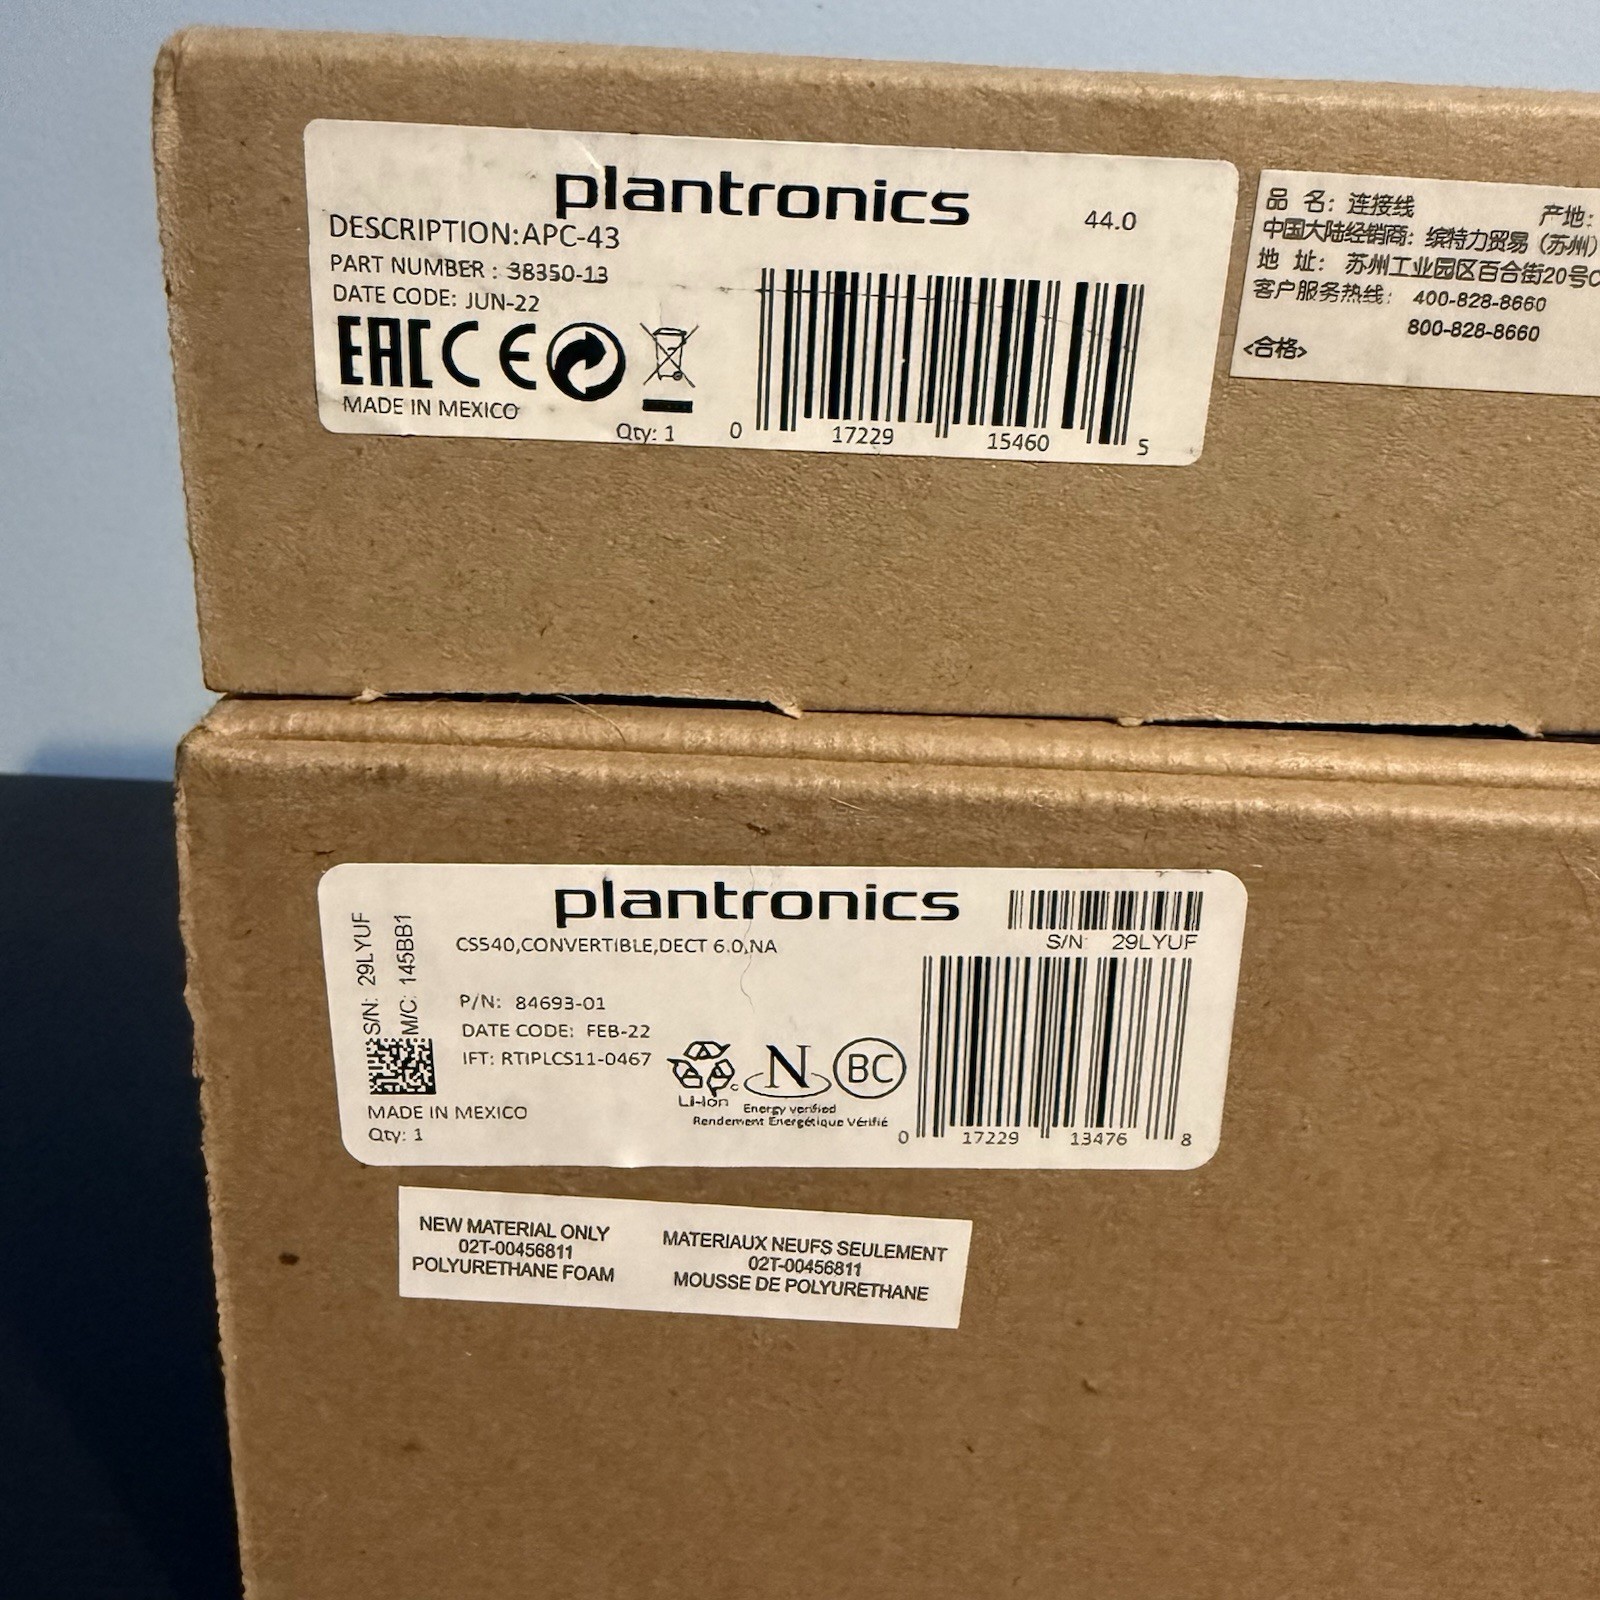 plantronics
44.0
DESCRIPTION:APC-43
PART NUMBER : 38350-13
DATE CODE: JUN-22
EAC CE
MADE IN MEXICO
Qty: 1
0 17229 15460 5
品 名: 连接线 产地:
中国大陆经销商: 缤特力贸易 (苏州)
地 址: 苏州工业园区百合街20号C
客户服务热线: 400-828-8660
800-828-8660
<合格>
plantronics
CS540,CONVERTIBLE,DECT 6.0,NA
S/N: 29LYUF
S/N: 29LYUF
M/C: 145BB1
P/N: 84693-01
DATE CODE: FEB-22
IFT: RTIPLCS11-0467
Li-Ion
N
Energy verified
Rendement Énergétique Vérifié
BC
MADE IN MEXICO
Qty: 1
0 17229 13476 8
NEW MATERIAL ONLY
02T-00456811
POLYURETHANE FOAM
MATERIAUX NEUFS SEULEMENT
02T-00456811
MOUSSE DE POLYURETHANE